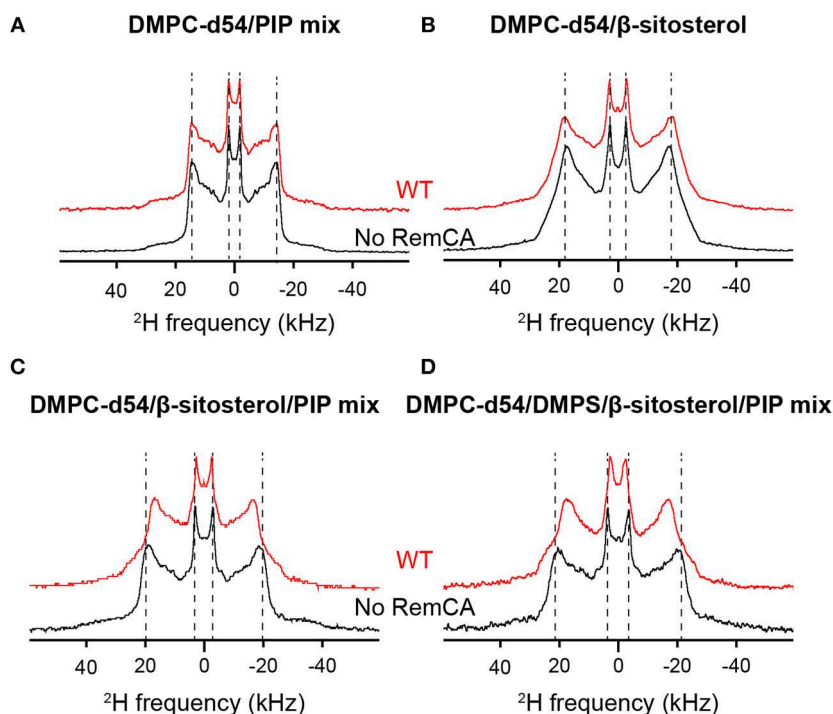 A
DMPC-d54/PIP mix
B
DMPC-d54/β-sitosterol
WT
No RemCA
40 20 0 -20 -40
40 20 0 -20 -40
²H frequency (kHz)
²H frequency (kHz)
C
D
DMPC-d54/β-sitosterol/PIP mix
DMPC-d54/DMPS/β-sitosterol/PIP mix
WT
No RemCA
40 20 0 -20 -40
40 20 0 -20 -40
²H frequency (kHz)
²H frequency (kHz)